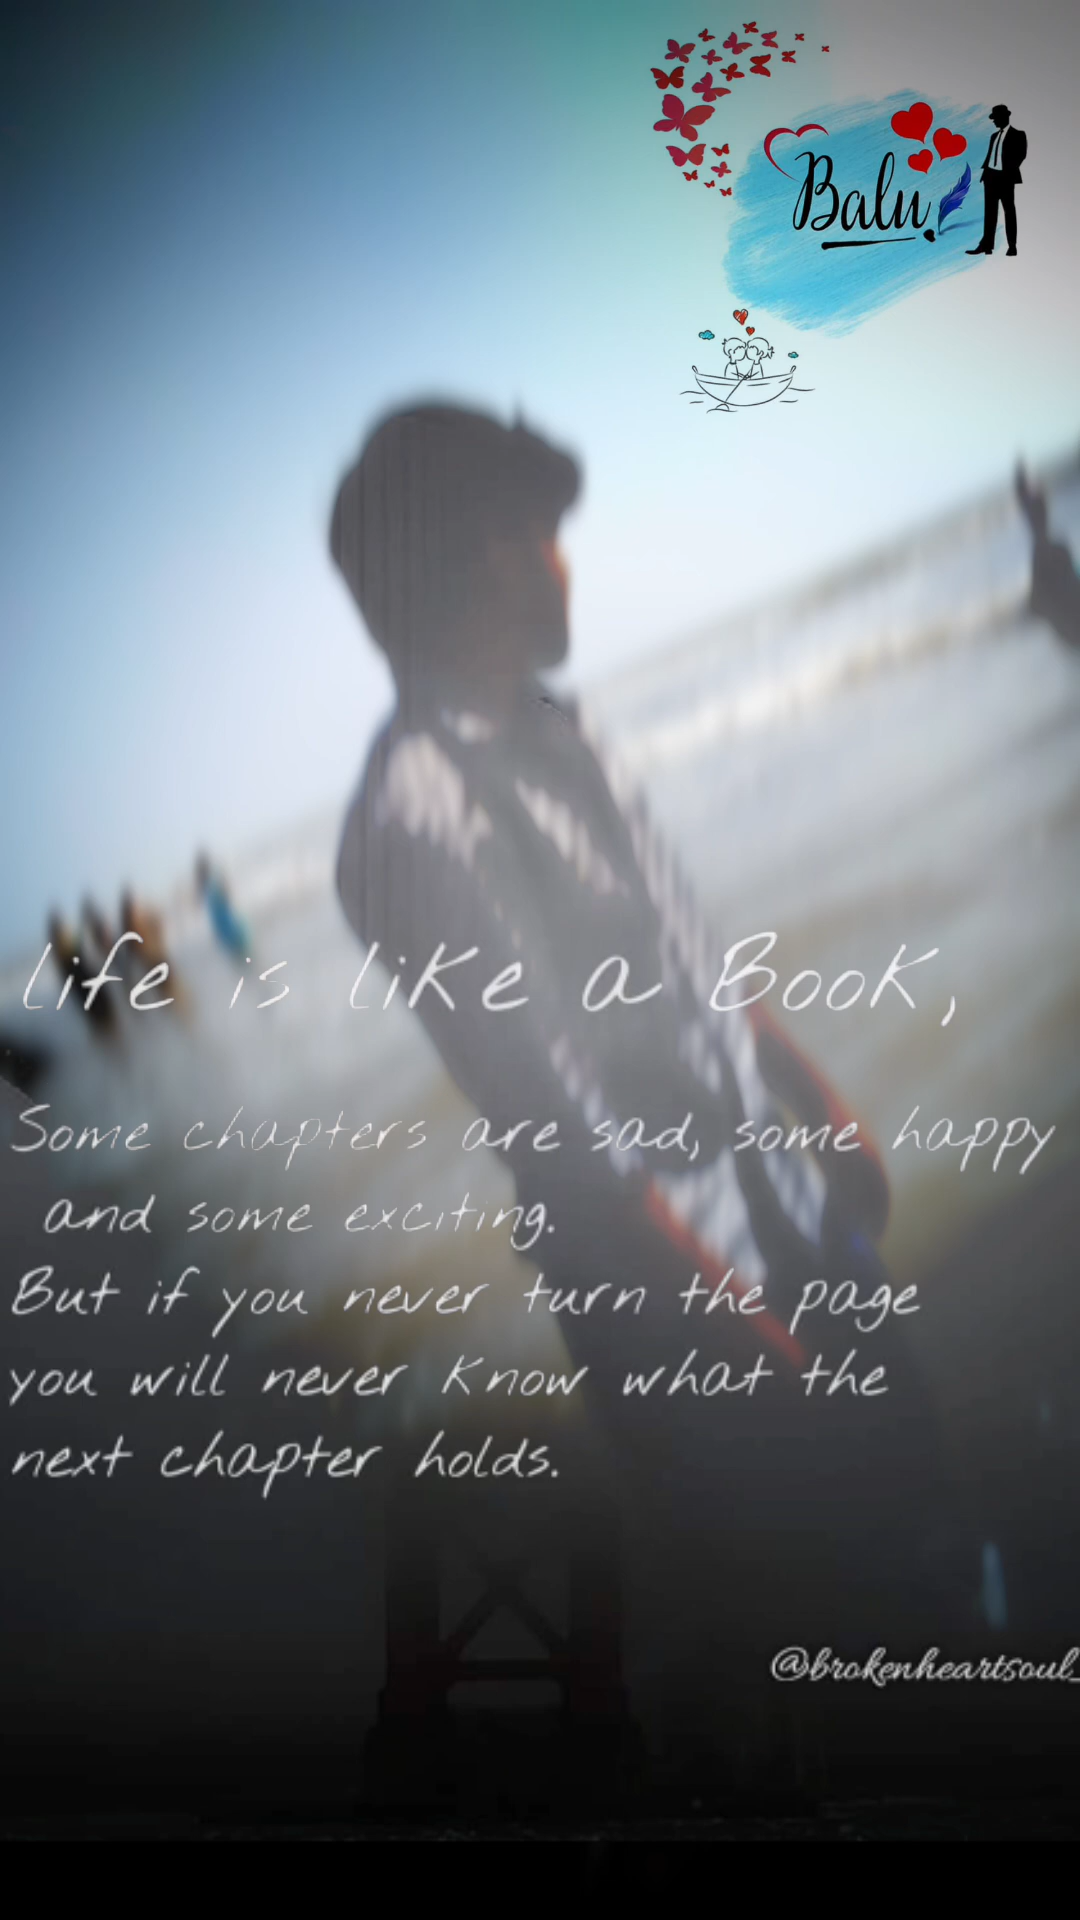 Balu
life is like a Book,
Some chapters are sad, some happy
and some exciting.
But if you never turn the page
you will never know what the
next chapter holds.
@brokenheartsoul_